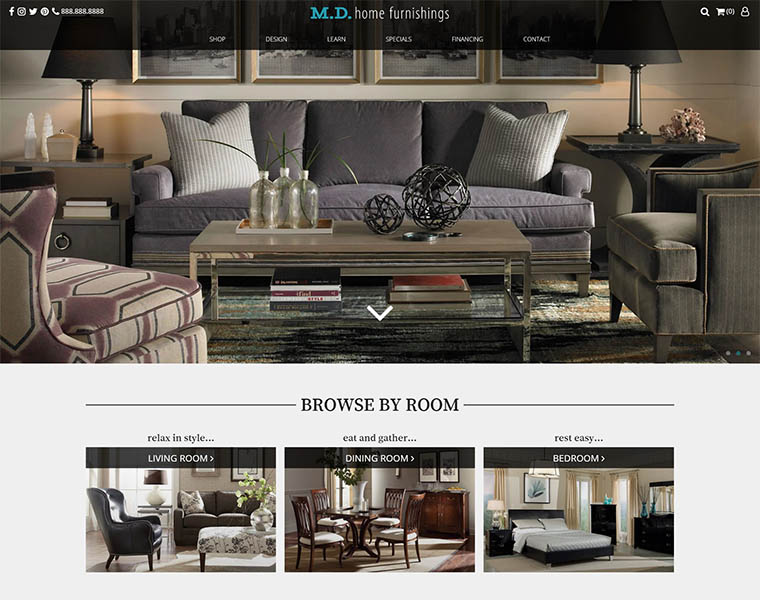 888.888.8888
M.D. home furnishings
(0)
SHOP DESIGN LEARN SPECIALS FINANCING CONTACT
BROWSE BY ROOM
relax in style... eat and gather... rest easy...
LIVING ROOM > DINING ROOM > BEDROOM >